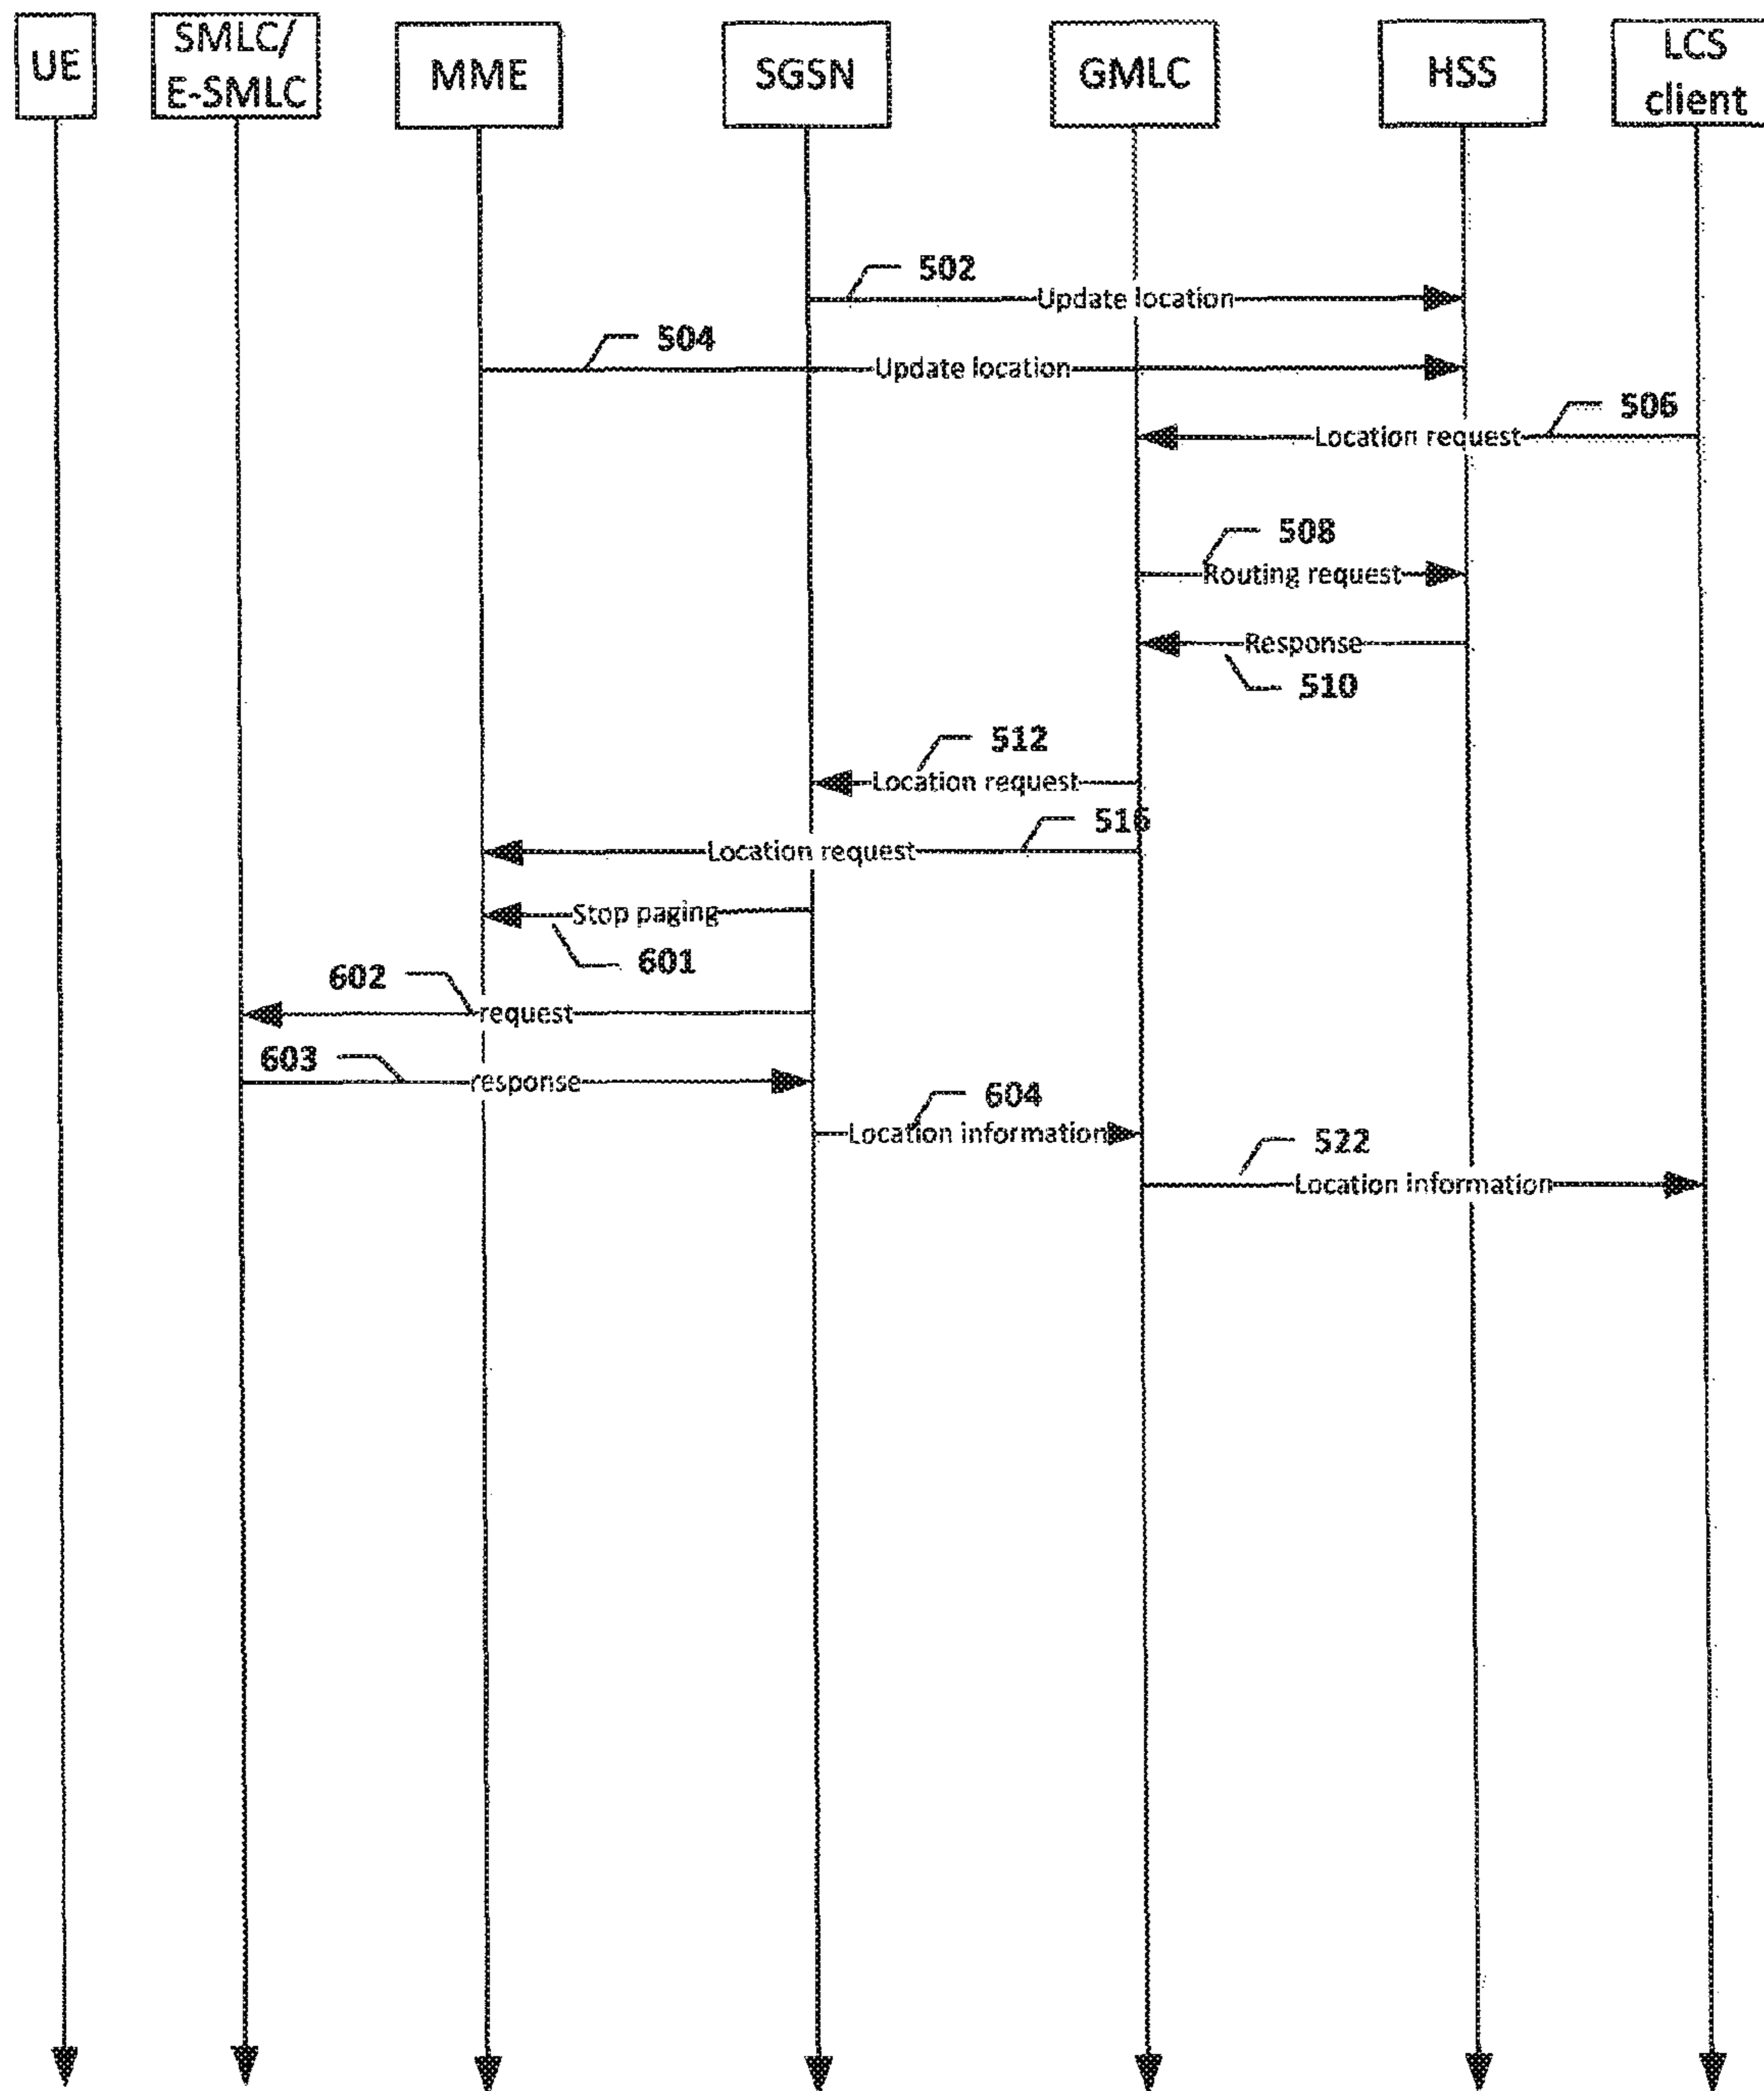 UE
SMLC/
E-SMLC
MME
SGSN
GMLC
HSS
LCS
client
502
Update location
504
Update location
506
Location request
508
Routing request
Response
510
512
Location request
516
Location request
Stop paging
601
602
request
603
response
604
Location information
522
Location information